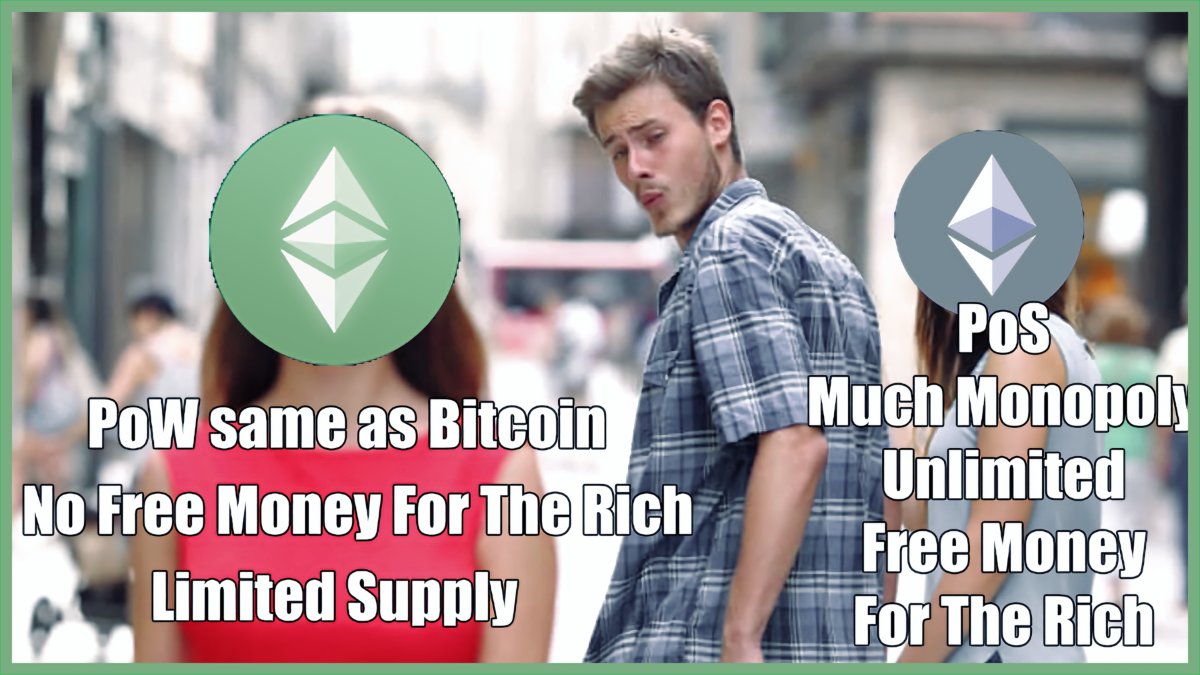 PoW same as Bitcoin
No Free Money For The Rich
Limited Supply
PoS
Much Monopoly
Unlimited
Free Money
For The Rich